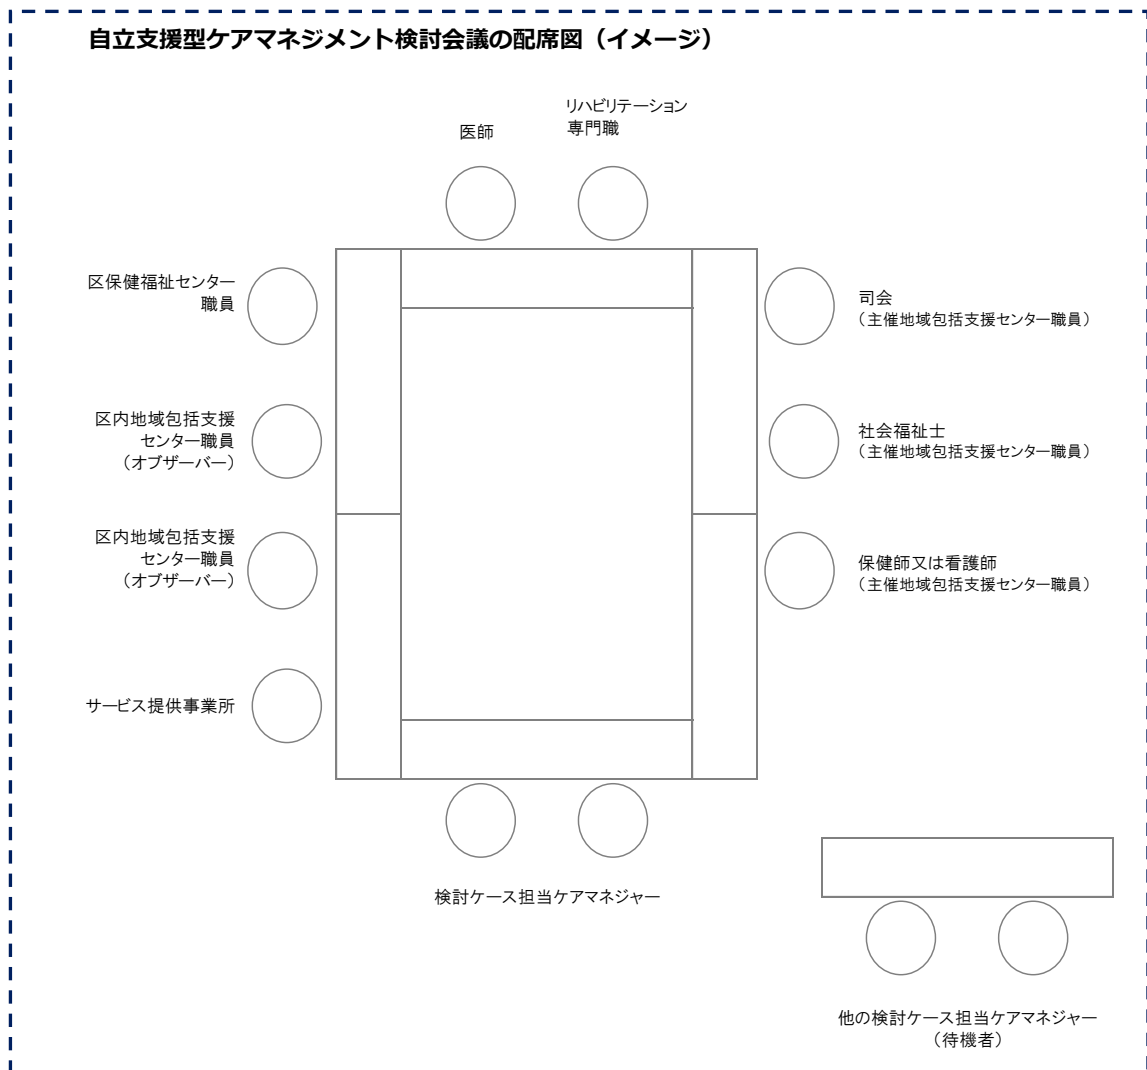 自立支援型ケアマネジメント検討会議の配席図（イメージ）
医師
リハビリテーション
専門職
区保健福祉センター
職員
司会
（主催地域包括支援センター職員）
区内地域包括支援
センター職員
（オブザーバー）
社会福祉士
（主催地域包括支援センター職員）
区内地域包括支援
センター職員
（オブザーバー）
保健師又は看護師
（主催地域包括支援センター職員）
サービス提供事業所
検討ケース担当ケアマネジャー
他の検討ケース担当ケアマネジャー
（待機者）